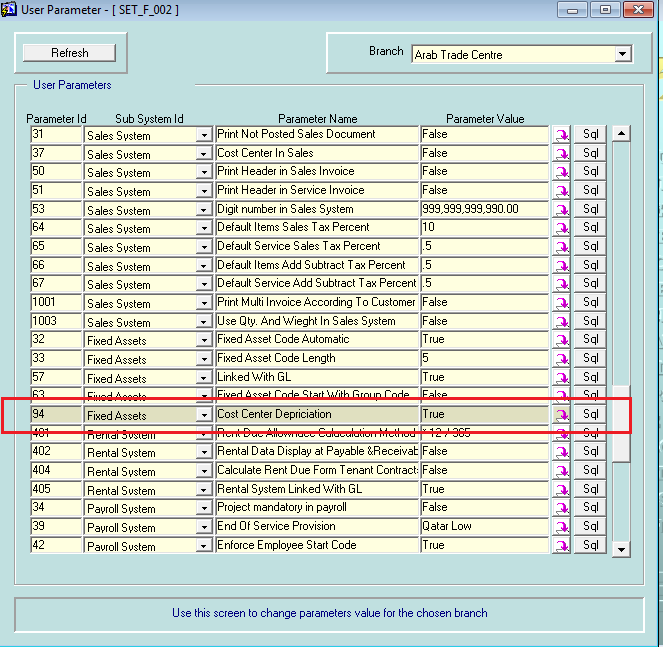 User Parameter - [ SET_F_002 ]
Refresh
Branch Arab Trade Centre
User Parameters
Parameter Id Sub System Id Parameter Name Parameter Value
31 Sales System Print Not Posted Sales Document False Sql
37 Sales System Cost Center In Sales False Sql
50 Sales System Print Header in Sales Invoice False Sql
51 Sales System Print Header in Service Invoice False Sql
53 Sales System Digit number in Sales System 999,999,999,990.00 Sql
64 Sales System Default Items Sales Tax Percent 10 Sql
65 Sales System Default Service Sales Tax Percent .5 Sql
66 Sales System Default Items Add Subtract Tax Percent .5 Sql
67 Sales System Default Service Add Subtract Tax Percent .5 Sql
1001 Sales System Print Multi Invoice According To Customer False Sql
1003 Sales System Use Qty. And Wieght In Sales System False Sql
32 Fixed Assets Fixed Asset Code Automatic True Sql
33 Fixed Assets Fixed Asset Code Length 5 Sql
57 Fixed Assets Linked With GL True Sql
63 Fixed Assets Fixed Asset Code Start With Group Code False Sql
94 Fixed Assets Cost Center Depriciation True Sql
401 Rental System Rent Due Sql
402 Rental System Rental Data Display at Payable &Receivab False Sql
404 Rental System Calculate Rent Due Form Tenant Contract: False Sql
405 Rental System Rental System Linked With GL True Sql
34 Payroll System Project mandatory in payroll False Sql
39 Payroll System End Of Service Provision Qatar Low Sql
42 Payroll System Enforce Employee Start Code True Sql
Use this screen to change parameters value for the chosen branch